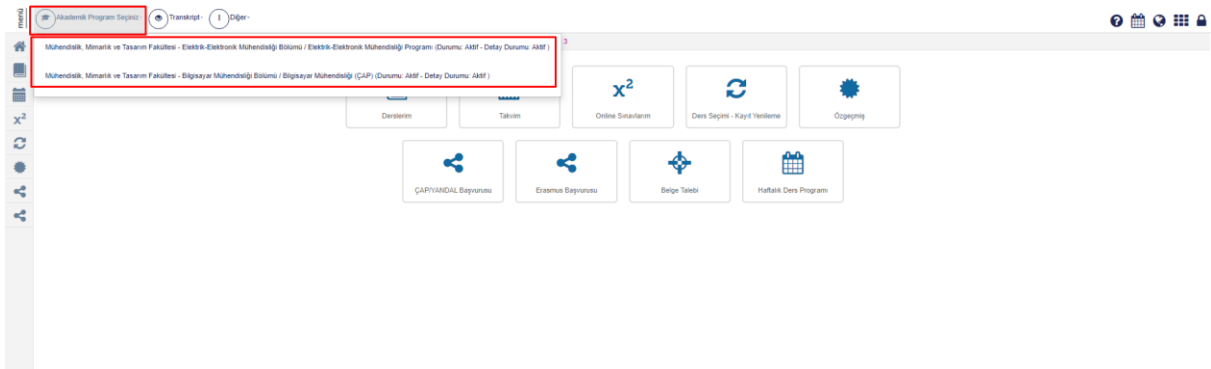 menü
Akademik Program Seçiniz
Transkript
Diğer
3
Mühendislik, Mimarlık ve Tasarım Fakültesi - Elektrik-Elektronik Mühendisliği Bölümü / Elektrik-Elektronik Mühendisliği Programı (Durumu: Aktif - Detay Durumu: Aktif )
Mühendislik, Mimarlık ve Tasarım Fakültesi - Bilgisayar Mühendisliği Bölümü / Bilgisayar Mühendisliği (ÇAP) (Durumu: Aktif - Detay Durumu: Aktif )
x²
x²
Derslerim
Takvim
Online Sınavlarım
Ders Seçimi - Kayıt Yenileme
Özgeçmiş
ÇAP/YANDAL Başvurusu
Erasmus Başvurusu
Belge Talebi
Haftalık Ders Programı